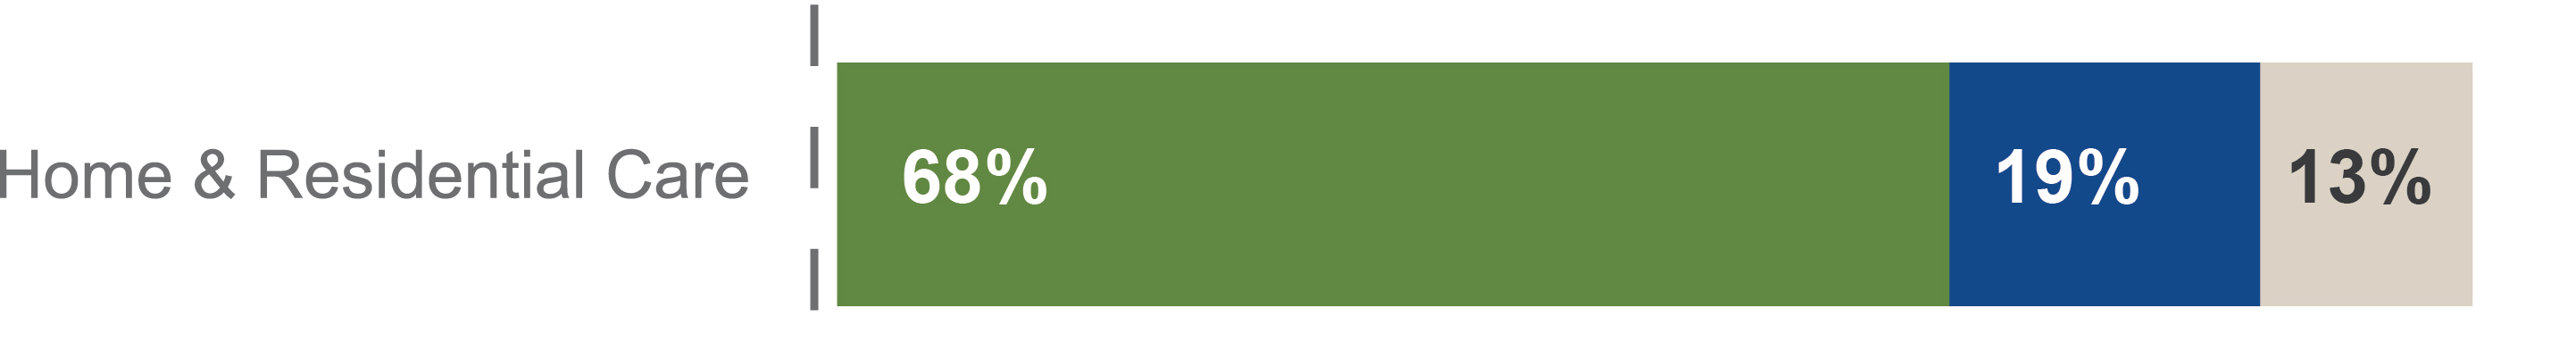 Home & Residential Care 68% 19% 13%